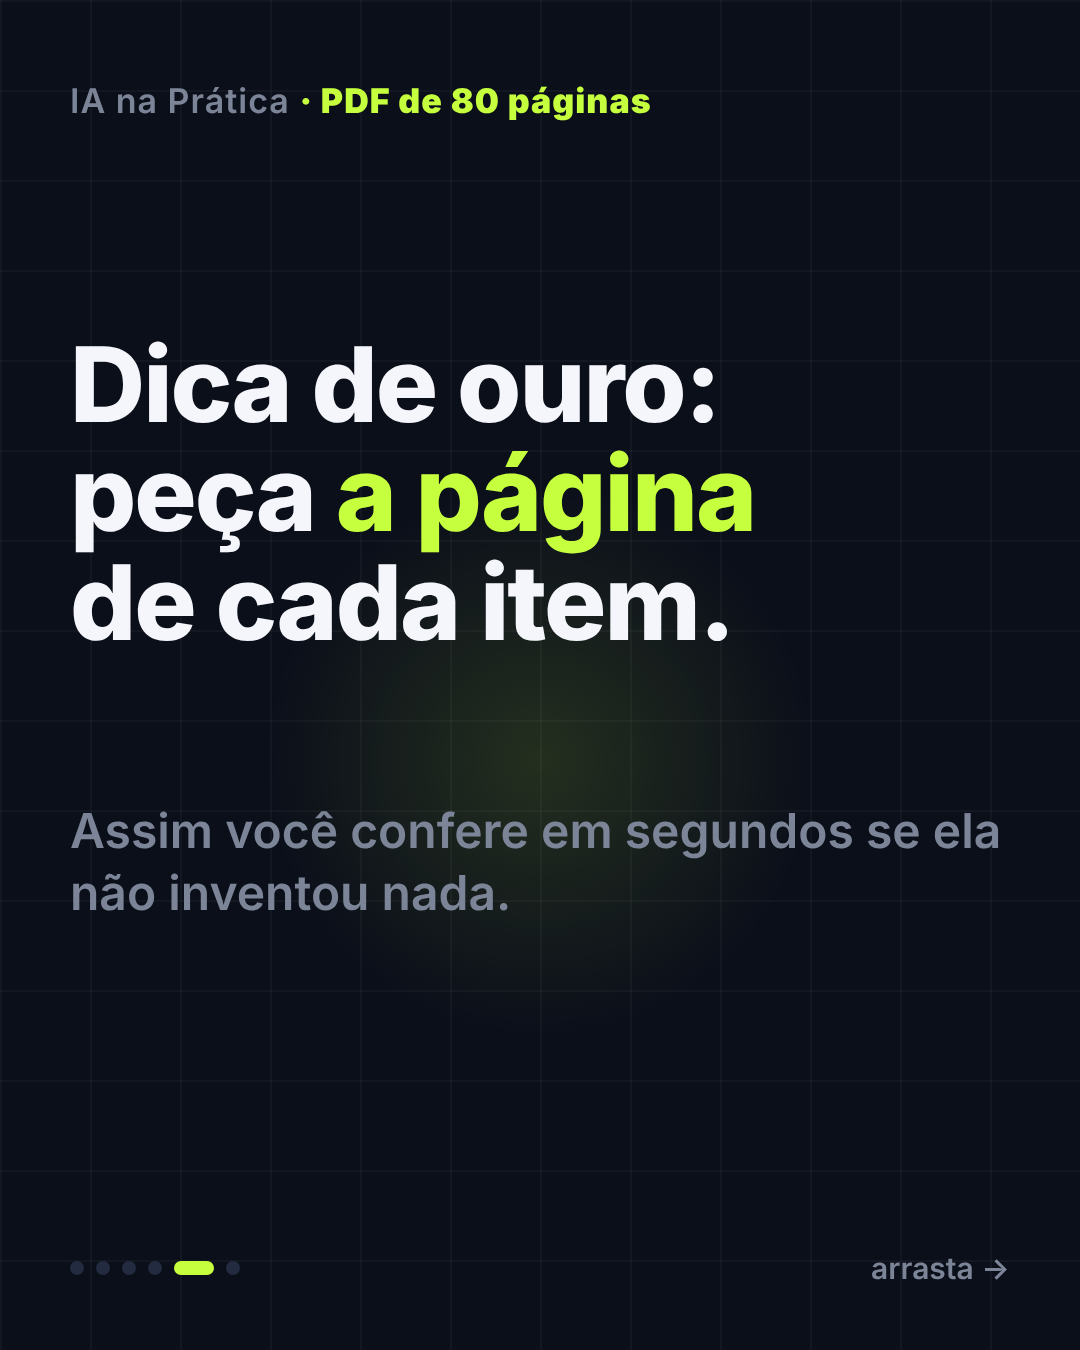 IA na Prática · PDF de 80 páginas
Dica de ouro:
peça a página
de cada item.
Assim você confere em segundos se ela
não inventou nada.
arrasta →